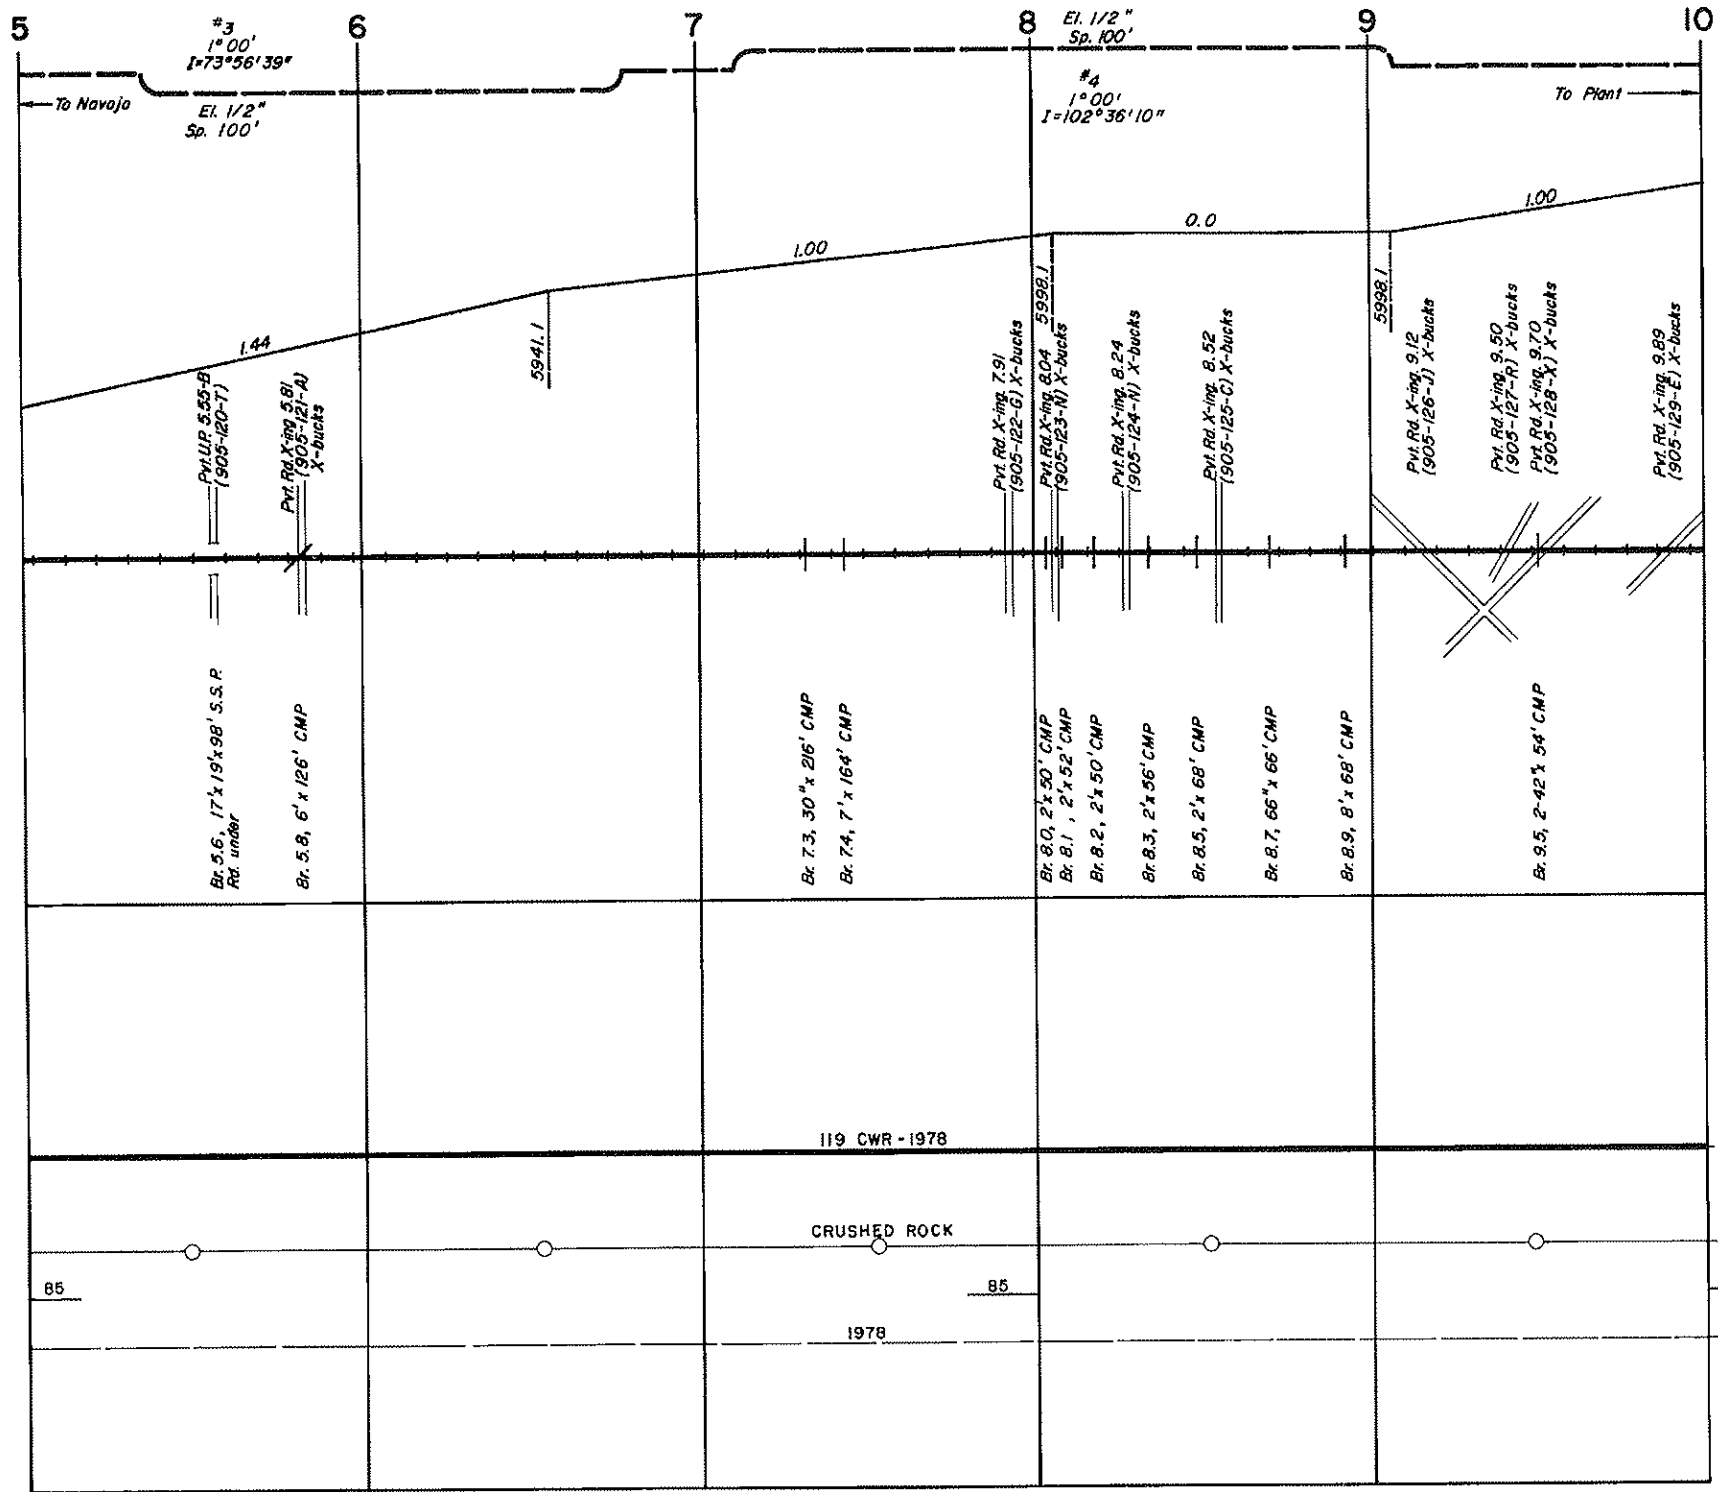 5
6
7
8
9
10
#3
1°00'
I=73°56'39"
El. 1/2"
Sp. 100'
El. 1/2"
Sp. 100'
#4
1°00'
I=102°36'10"
To Navajo
To Plant
1.44
1.00
0.0
1.00
5941.1
5998.1
5998.1
Pvt. U.P. 5.55-B
(905-120-T)
Pvt. Rd. X-ing 5.81
(905-121-A)
X-bucks
Pvt. Rd. X-ing. 7.91
(905-122-G) X-bucks
Pvt. Rd. X-ing. 8.04
(905-123-N) X-bucks
Pvt. Rd. X-ing. 8.24
(905-124-N) X-bucks
Pvt. Rd. X-ing. 8.52
(905-125-C) X-bucks
Pvt. Rd. X-ing. 9.12
(905-126-J) X-bucks
Pvt. Rd. X-ing. 9.50
(905-127-R) X-bucks
Pvt. Rd. X-ing. 9.70
(905-128-X) X-bucks
Pvt. Rd. X-ing. 9.89
(905-129-E) X-bucks
Br. 5.6, 17'x19'x98' S.S.P.
Rd. under
Br. 5.8, 6'x126' CMP
Br. 7.3, 30"x 216' CMP
Br. 7.4, 7'x 164' CMP
Br. 8.0, 2'x 50' CMP
Br. 8.1, 2'x 52' CMP
Br. 8.2, 2'x 50' CMP
Br. 8.3, 2'x 56' CMP
Br. 8.5, 2'x 68' CMP
Br. 8.7, 66"x 66' CMP
Br. 8.9, 8'x 68' CMP
Br. 9.5, 2-42"x 54' CMP
119 CWR-1978
CRUSHED ROCK
85
85
1978